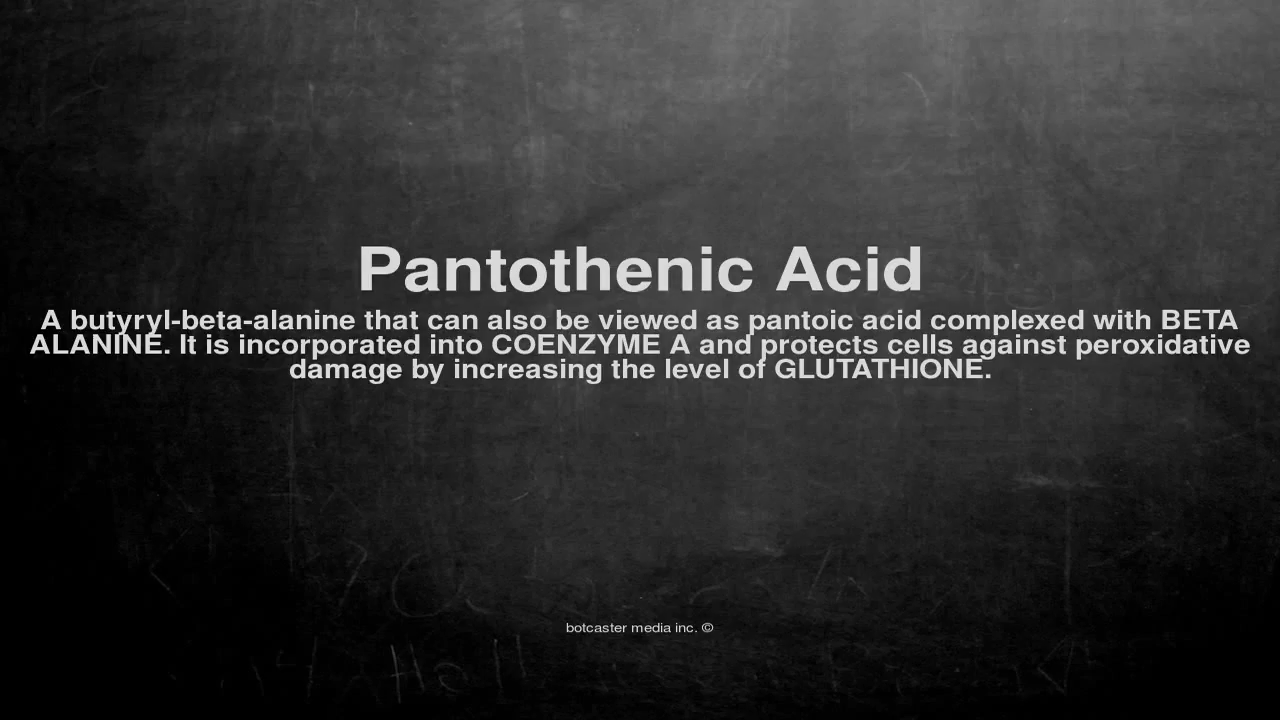 Pantothenic Acid
A butyryl-beta-alanine that can also be viewed as pantoic acid complexed with BETA
ALANINE. It is incorporated into COENZYME A and protects cells against peroxidative
damage by increasing the level of GLUTATHIONE.
botcaster media inc. ©